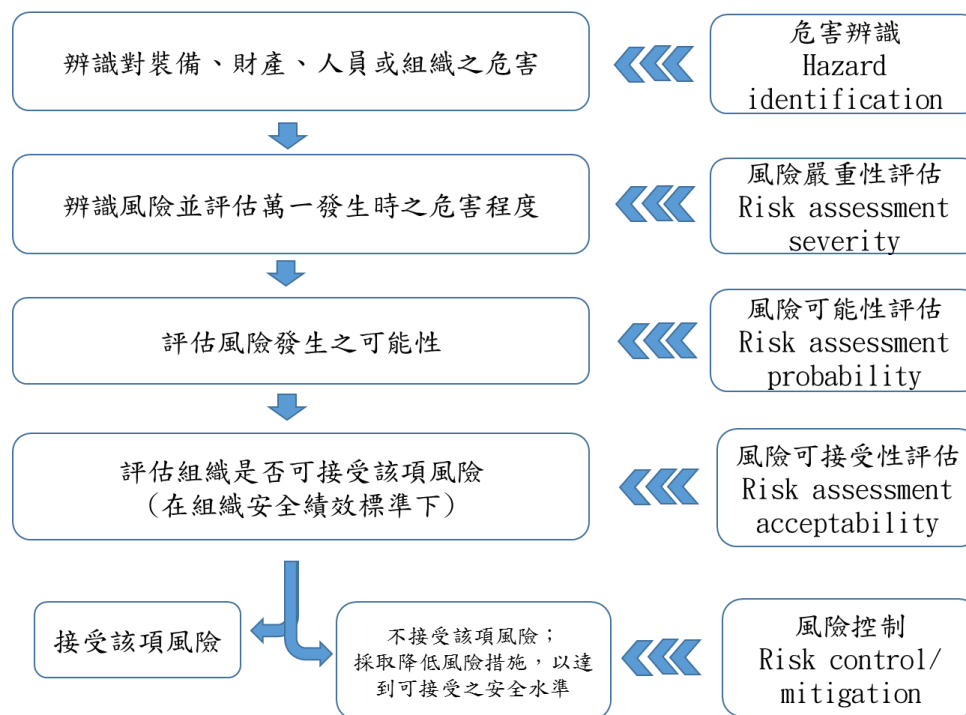 辨識對裝備、財產、人員或組織之危害
危害辨識
Hazard
identification
辨識風險並評估萬一發生時之危害程度
風險嚴重性評估
Risk assessment
severity
評估風險發生之可能性
風險可能性評估
Risk assessment
probability
評估組織是否可接受該項風險
（在組織安全績效標準下）
風險可接受性評估
Risk assessment
acceptability
接受該項風險
不接受該項風險；
採取降低風險措施，以達
到可接受之安全水準
風險控制
Risk control/
mitigation